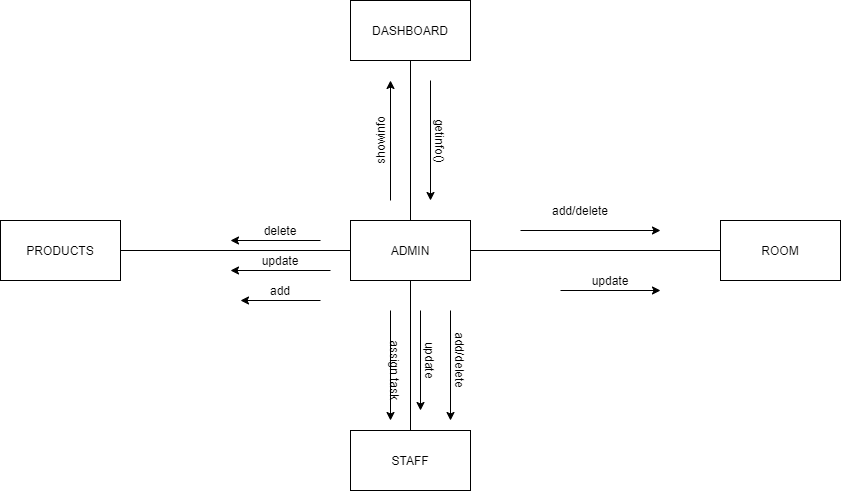 DASHBOARD
showinfo
getinfo()
add/delete
delete
PRODUCTS
ADMIN
ROOM
update
update
add
assign task
update
add/delete
STAFF